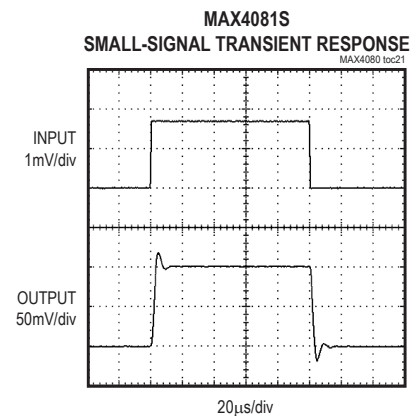 MAX4081S
SMALL-SIGNAL TRANSIENT RESPONSE
MAX4080 toc21
INPUT
1mV/div
OUTPUT
50mV/div
20µs/div